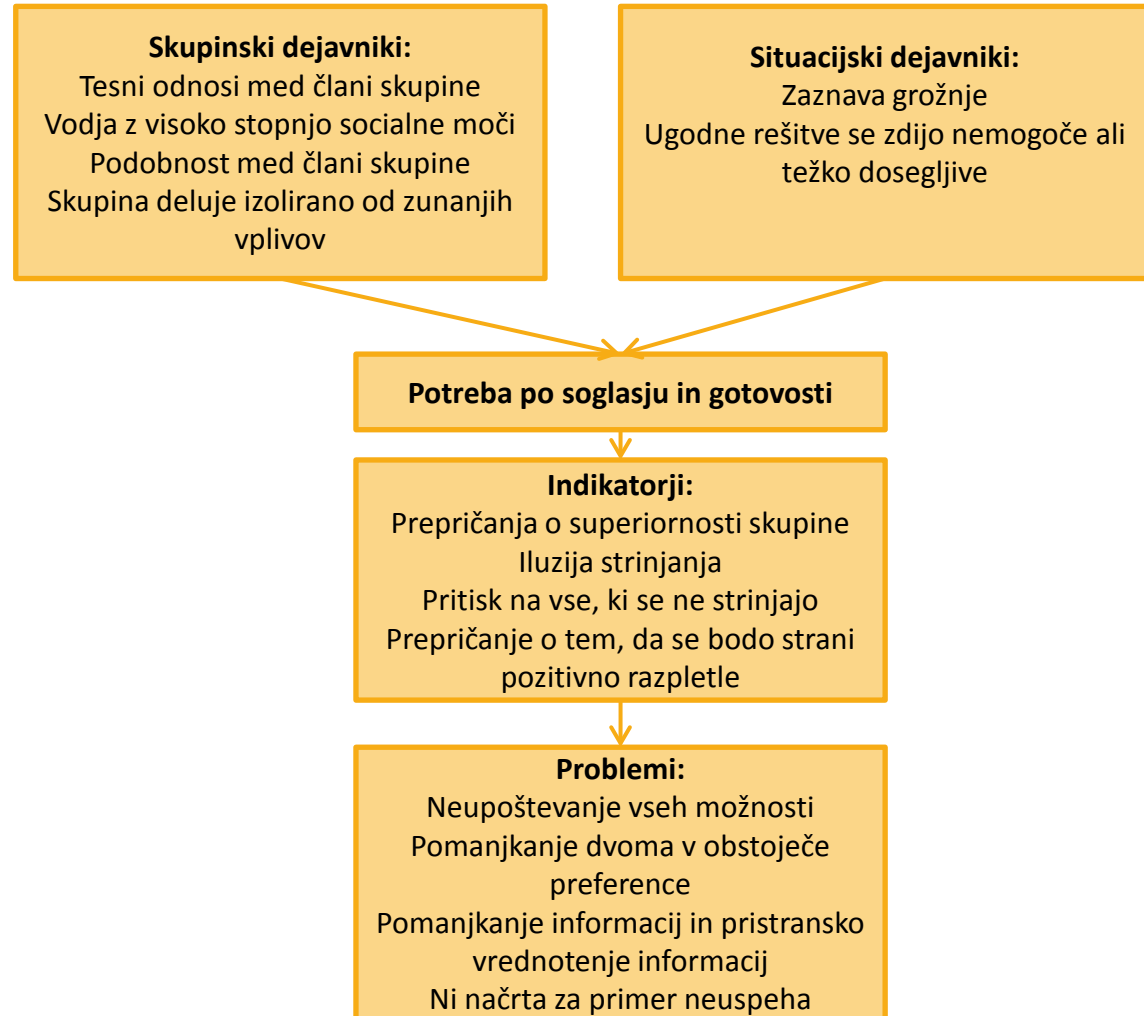 Skupinski dejavniki:
Tesni odnosi med člani skupine
Vodja z visoko stopnjo socialne moči
Podobnost med člani skupine
Skupina deluje izolirano od zunanjih
vplivov
Situacijski dejavniki:
Zaznava grožnje
Ugodne rešitve se zdijo nemogoče ali
težko dosegljive
Potreba po soglasju in gotovosti
Indikatorji:
Prepričanja o superiornosti skupine
Iluzija strinjanja
Pritisk na vse, ki se ne strinjajo
Prepričanje o tem, da se bodo strani
pozitivno razpletle
Problemi:
Neupoštevanje vseh možnosti
Pomanjkanje dvoma v obstoječe
preference
Pomanjkanje informacij in pristransko
vrednotenje informacij
Ni načrta za primer neuspeha